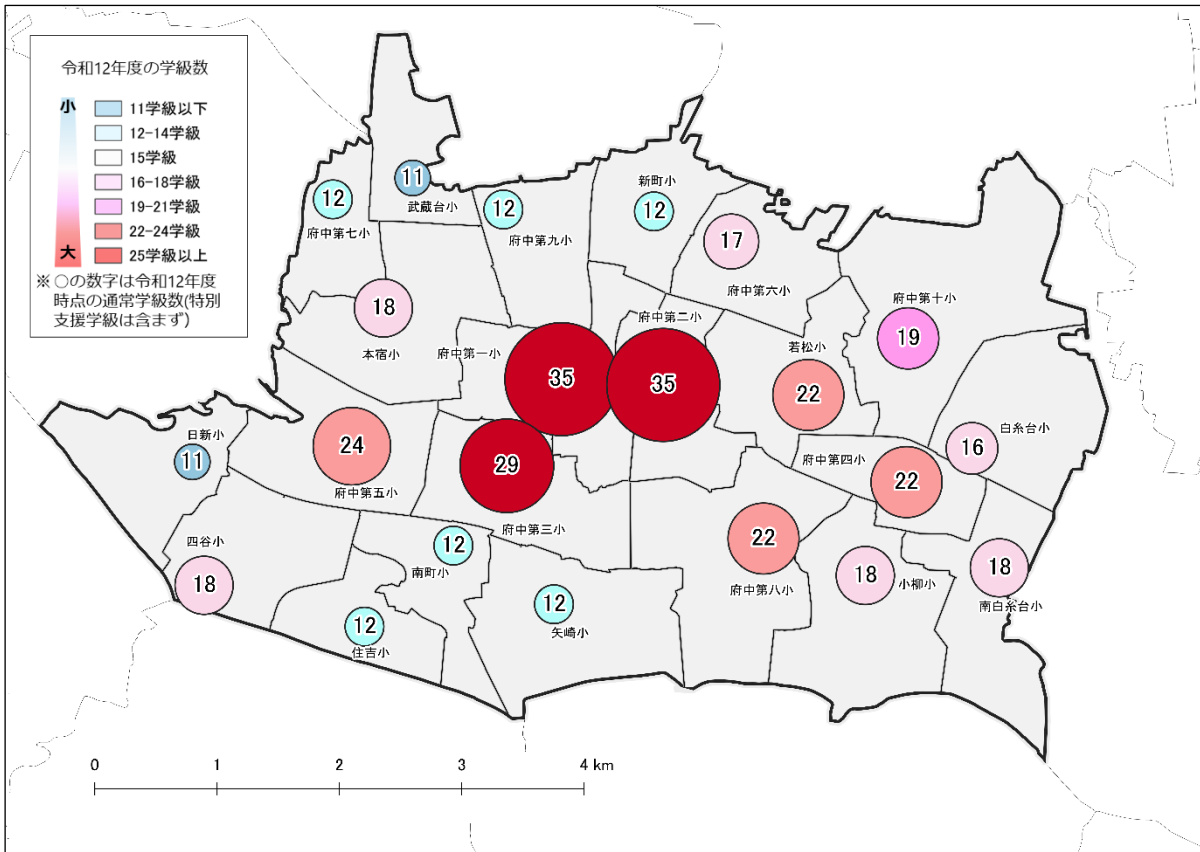 令和12年度の学級数
小
11学級以下
12-14学級
15学級
16-18学級
19-21学級
22-24学級
大
25学級以上
※ ○の数字は令和12年度
時点の通常学級数(特別
支援学級は含まず)
11
武蔵台小
12
府中第七小
12
府中第九小
新町小
12
17
府中第六小
18
本宿小
府中第一小
35
府中第二小
35
若松小
22
府中第十小
19
白糸台小
16
日新小
11
24
府中第五小
29
府中第三小
府中第四小
22
四谷小
18
12
南町小
12
住吉小
12
矢崎小
22
府中第八小
18
小柳小
18
南白糸台小
0 1 2 3 4 km